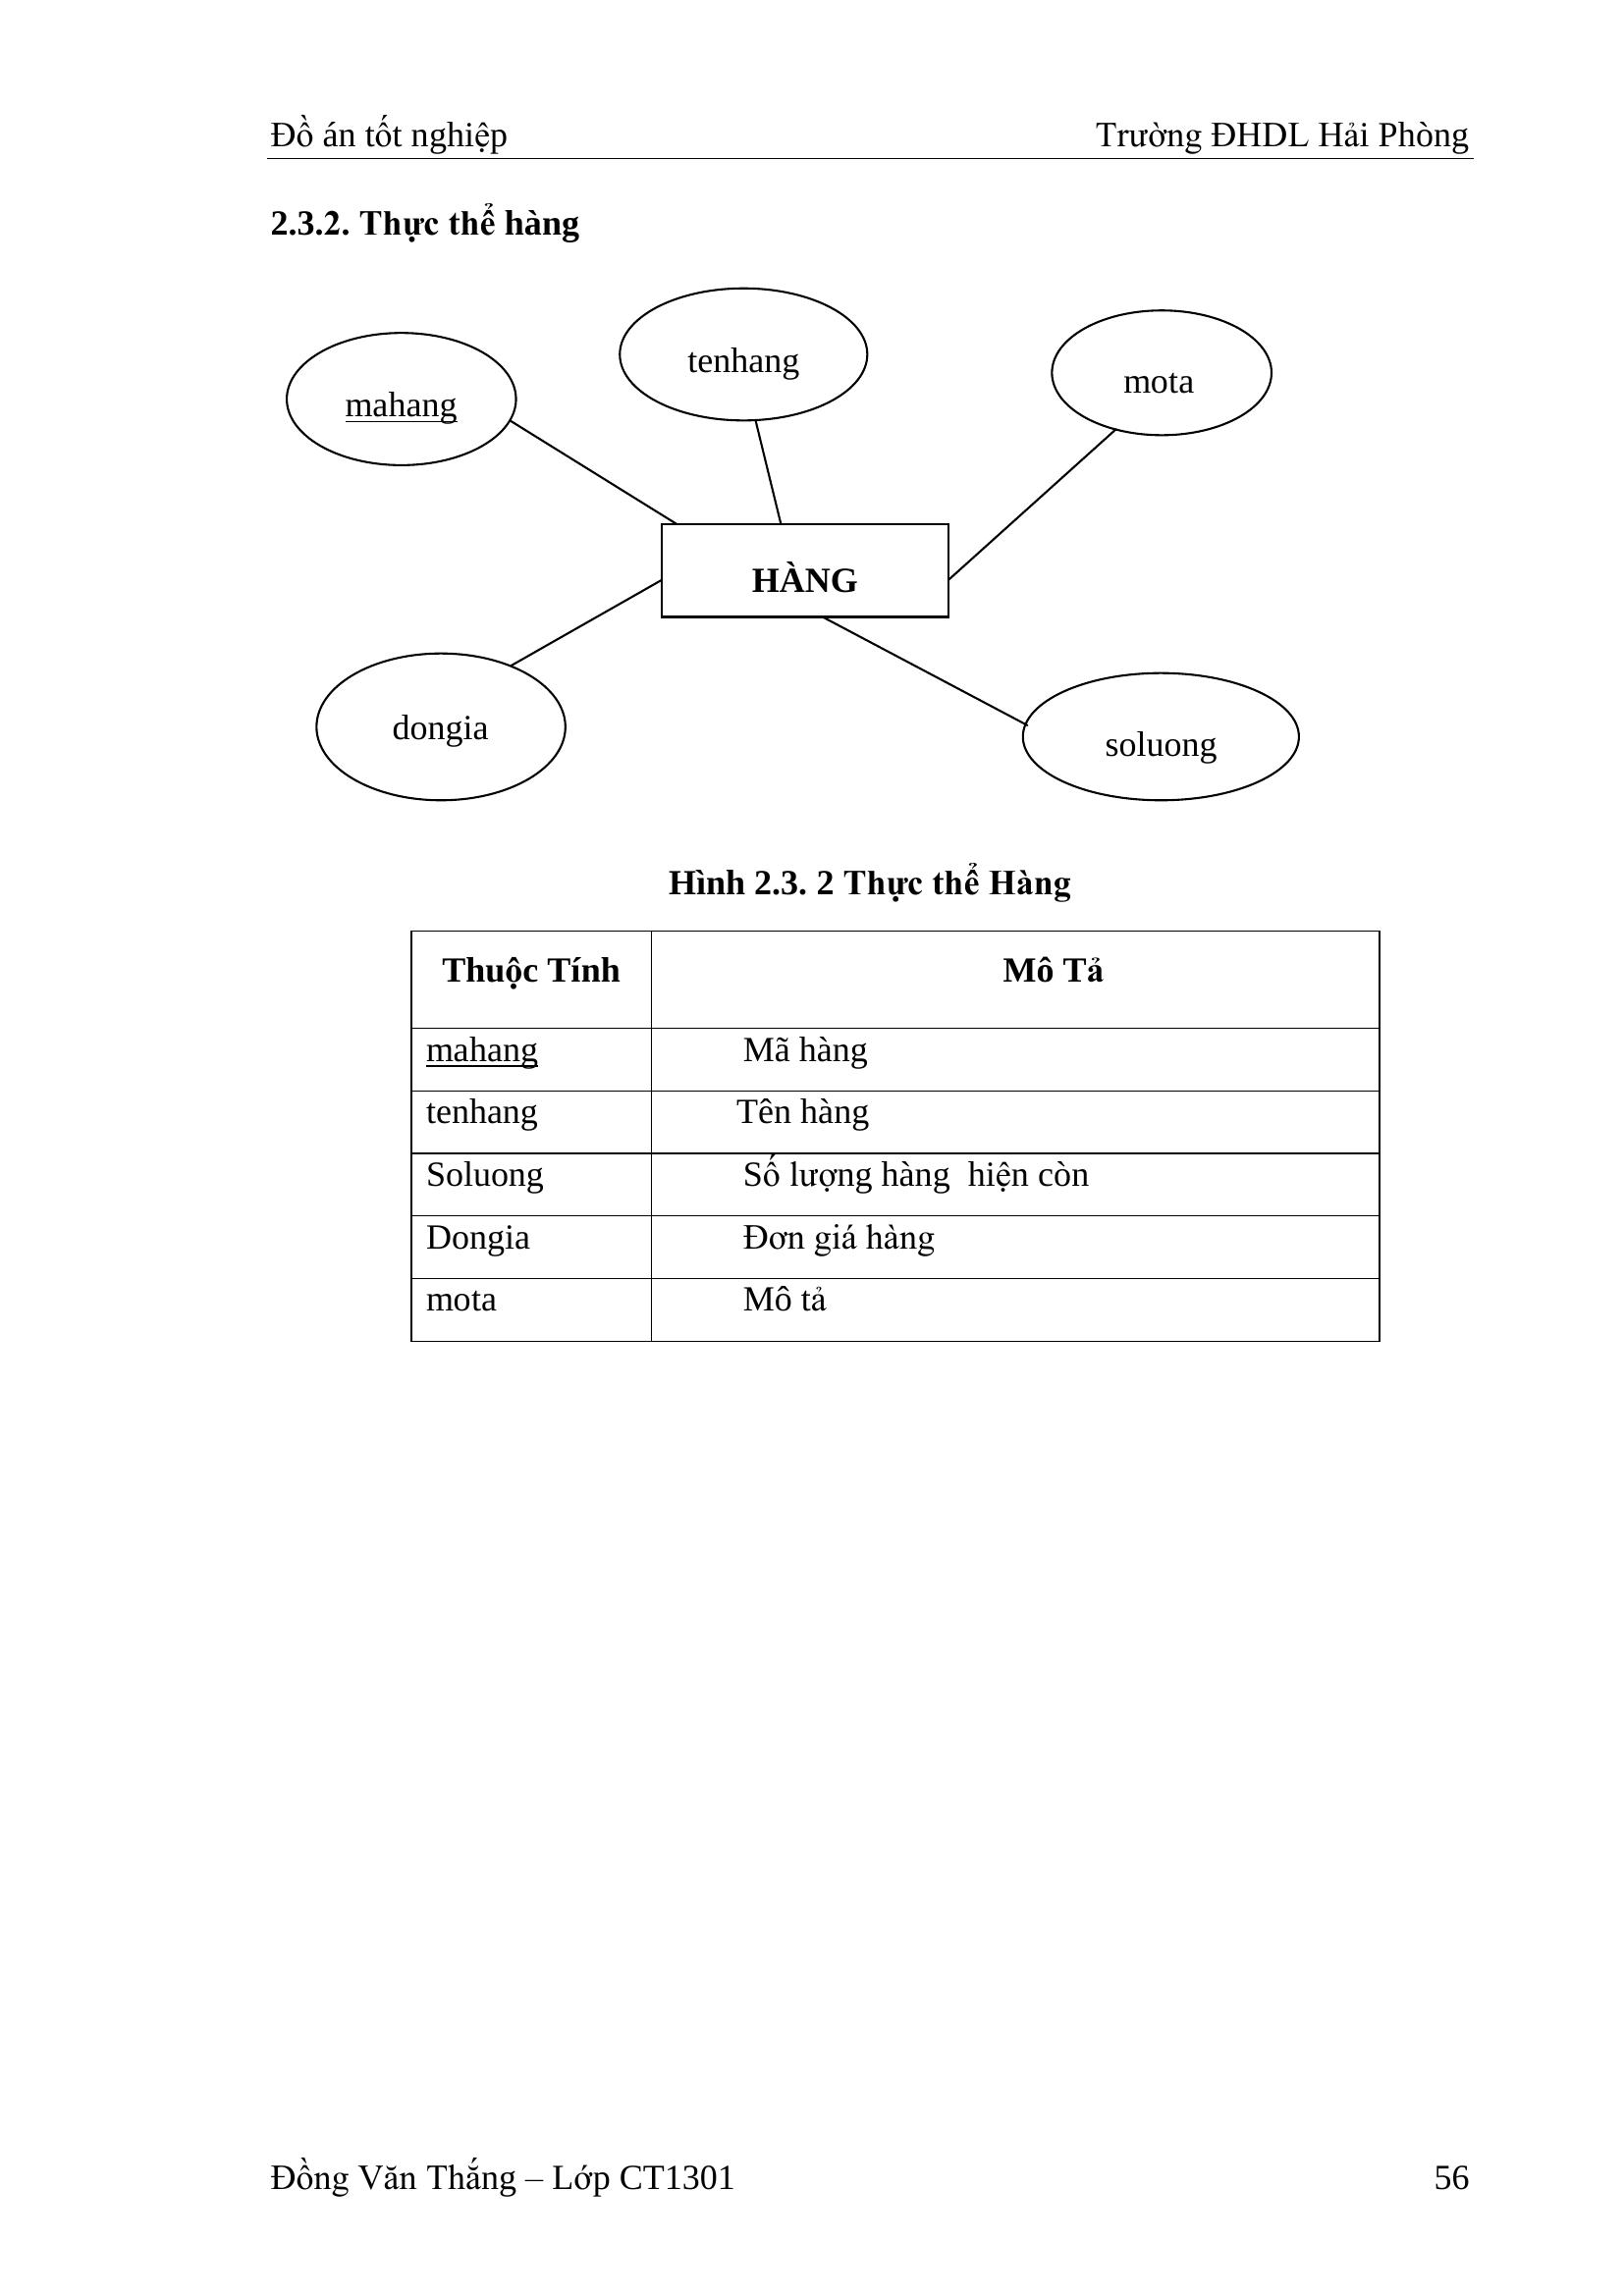 Đồ án tốt nghiệp Trường ĐHDL Hải Phòng
2.3.2. Thực thể hàng
tenhang
mota
mahang
HÀNG
dongia
soluong
Hình 2.3. 2 Thực thể Hàng
Thuộc Tính Mô Tả
mahang Mã hàng
tenhang Tên hàng
Soluong Số lượng hàng hiện còn
Dongia Đơn giá hàng
mota Mô tả
Đồng Văn Thắng – Lớp CT1301 56